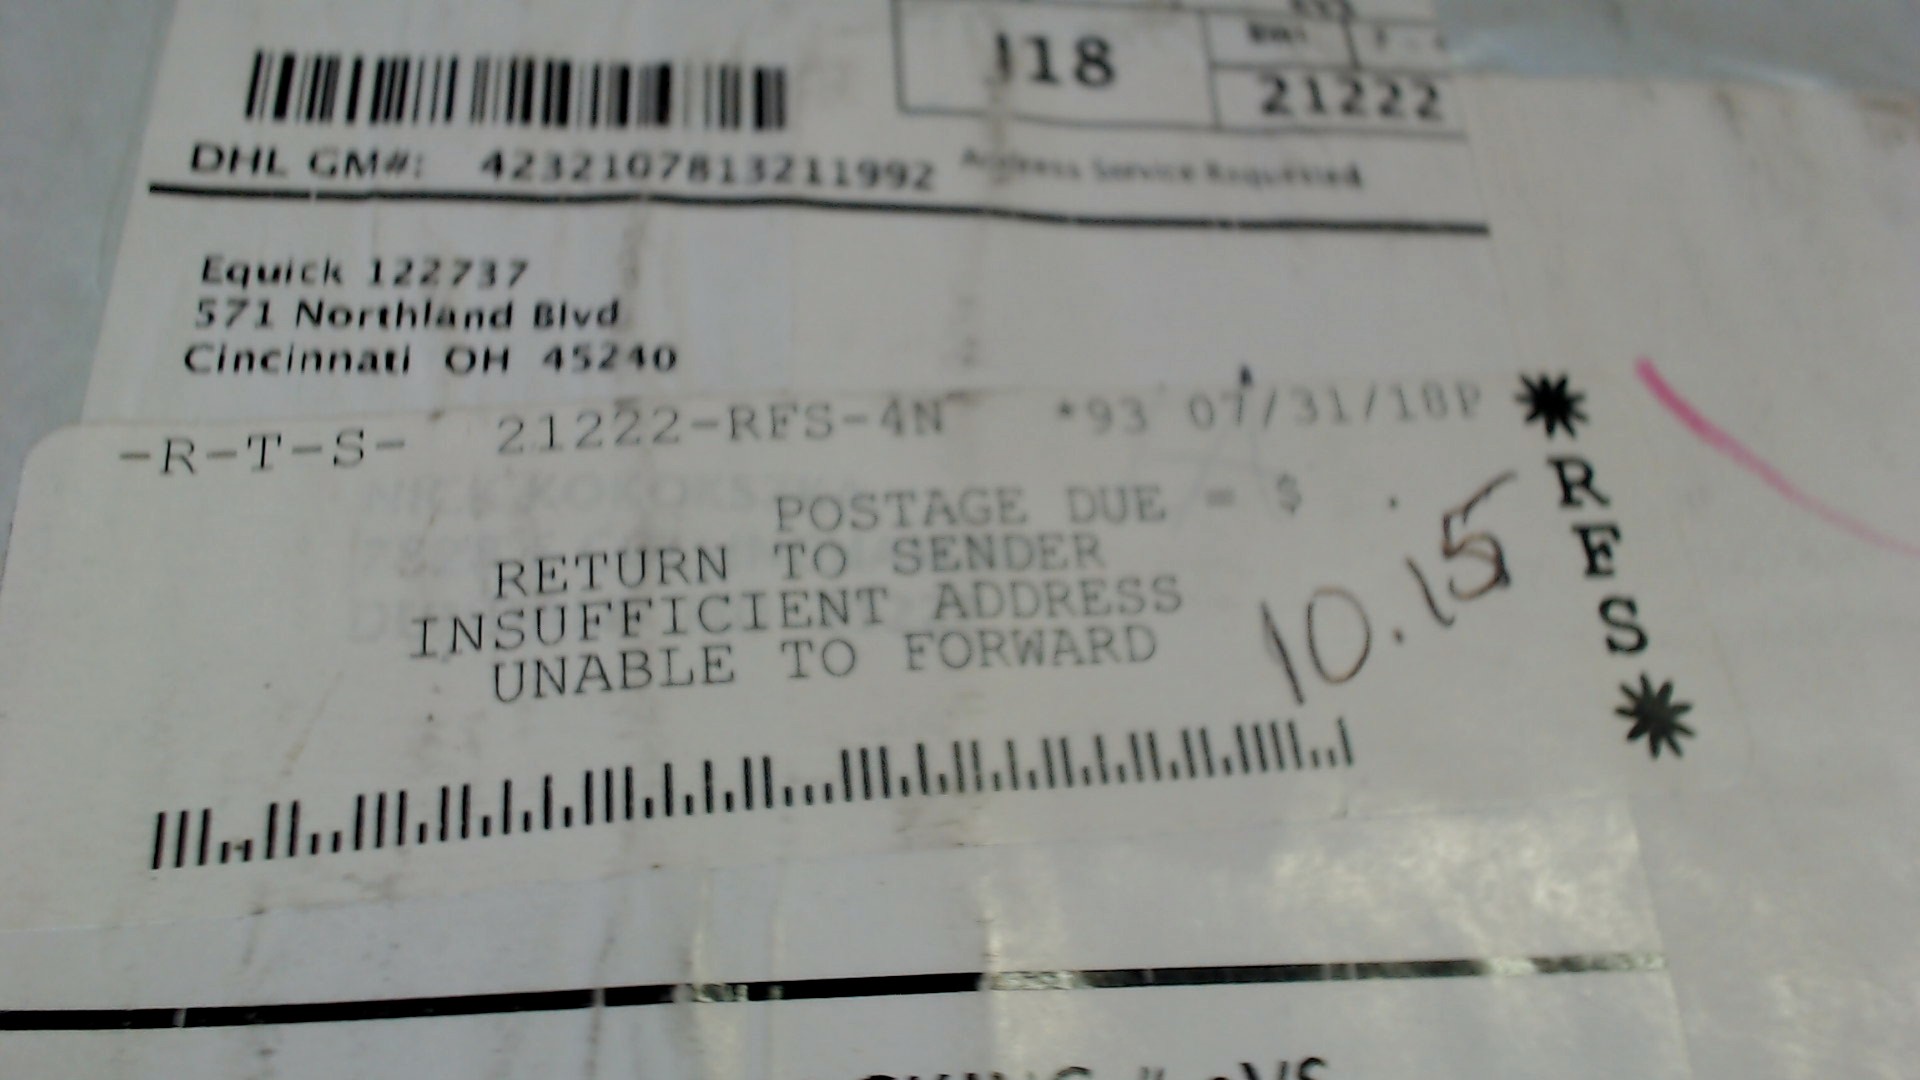 118
21222
DHL GM#: 4232107813211992 Address Service Requested
Equick 122737
571 Northland Blvd
Cincinnati OH 45240
-R-T-S- 21222-RFS-4N *93 07/31/18P
POSTAGE DUE = $ .
10.15
RETURN TO SENDER
INSUFFICIENT ADDRESS
UNABLE TO FORWARD
*RFS*